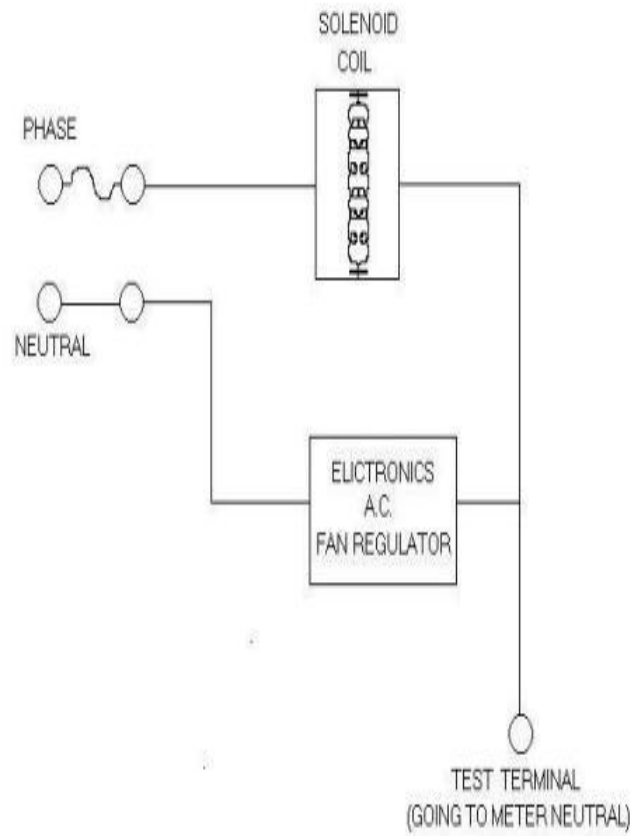 SOLENOID
COIL
PHASE
NEUTRAL
ELICTRONICS
A.C.
FAN REGULATOR
TEST TERMINAL
(GOING TO METER NEUTRAL)